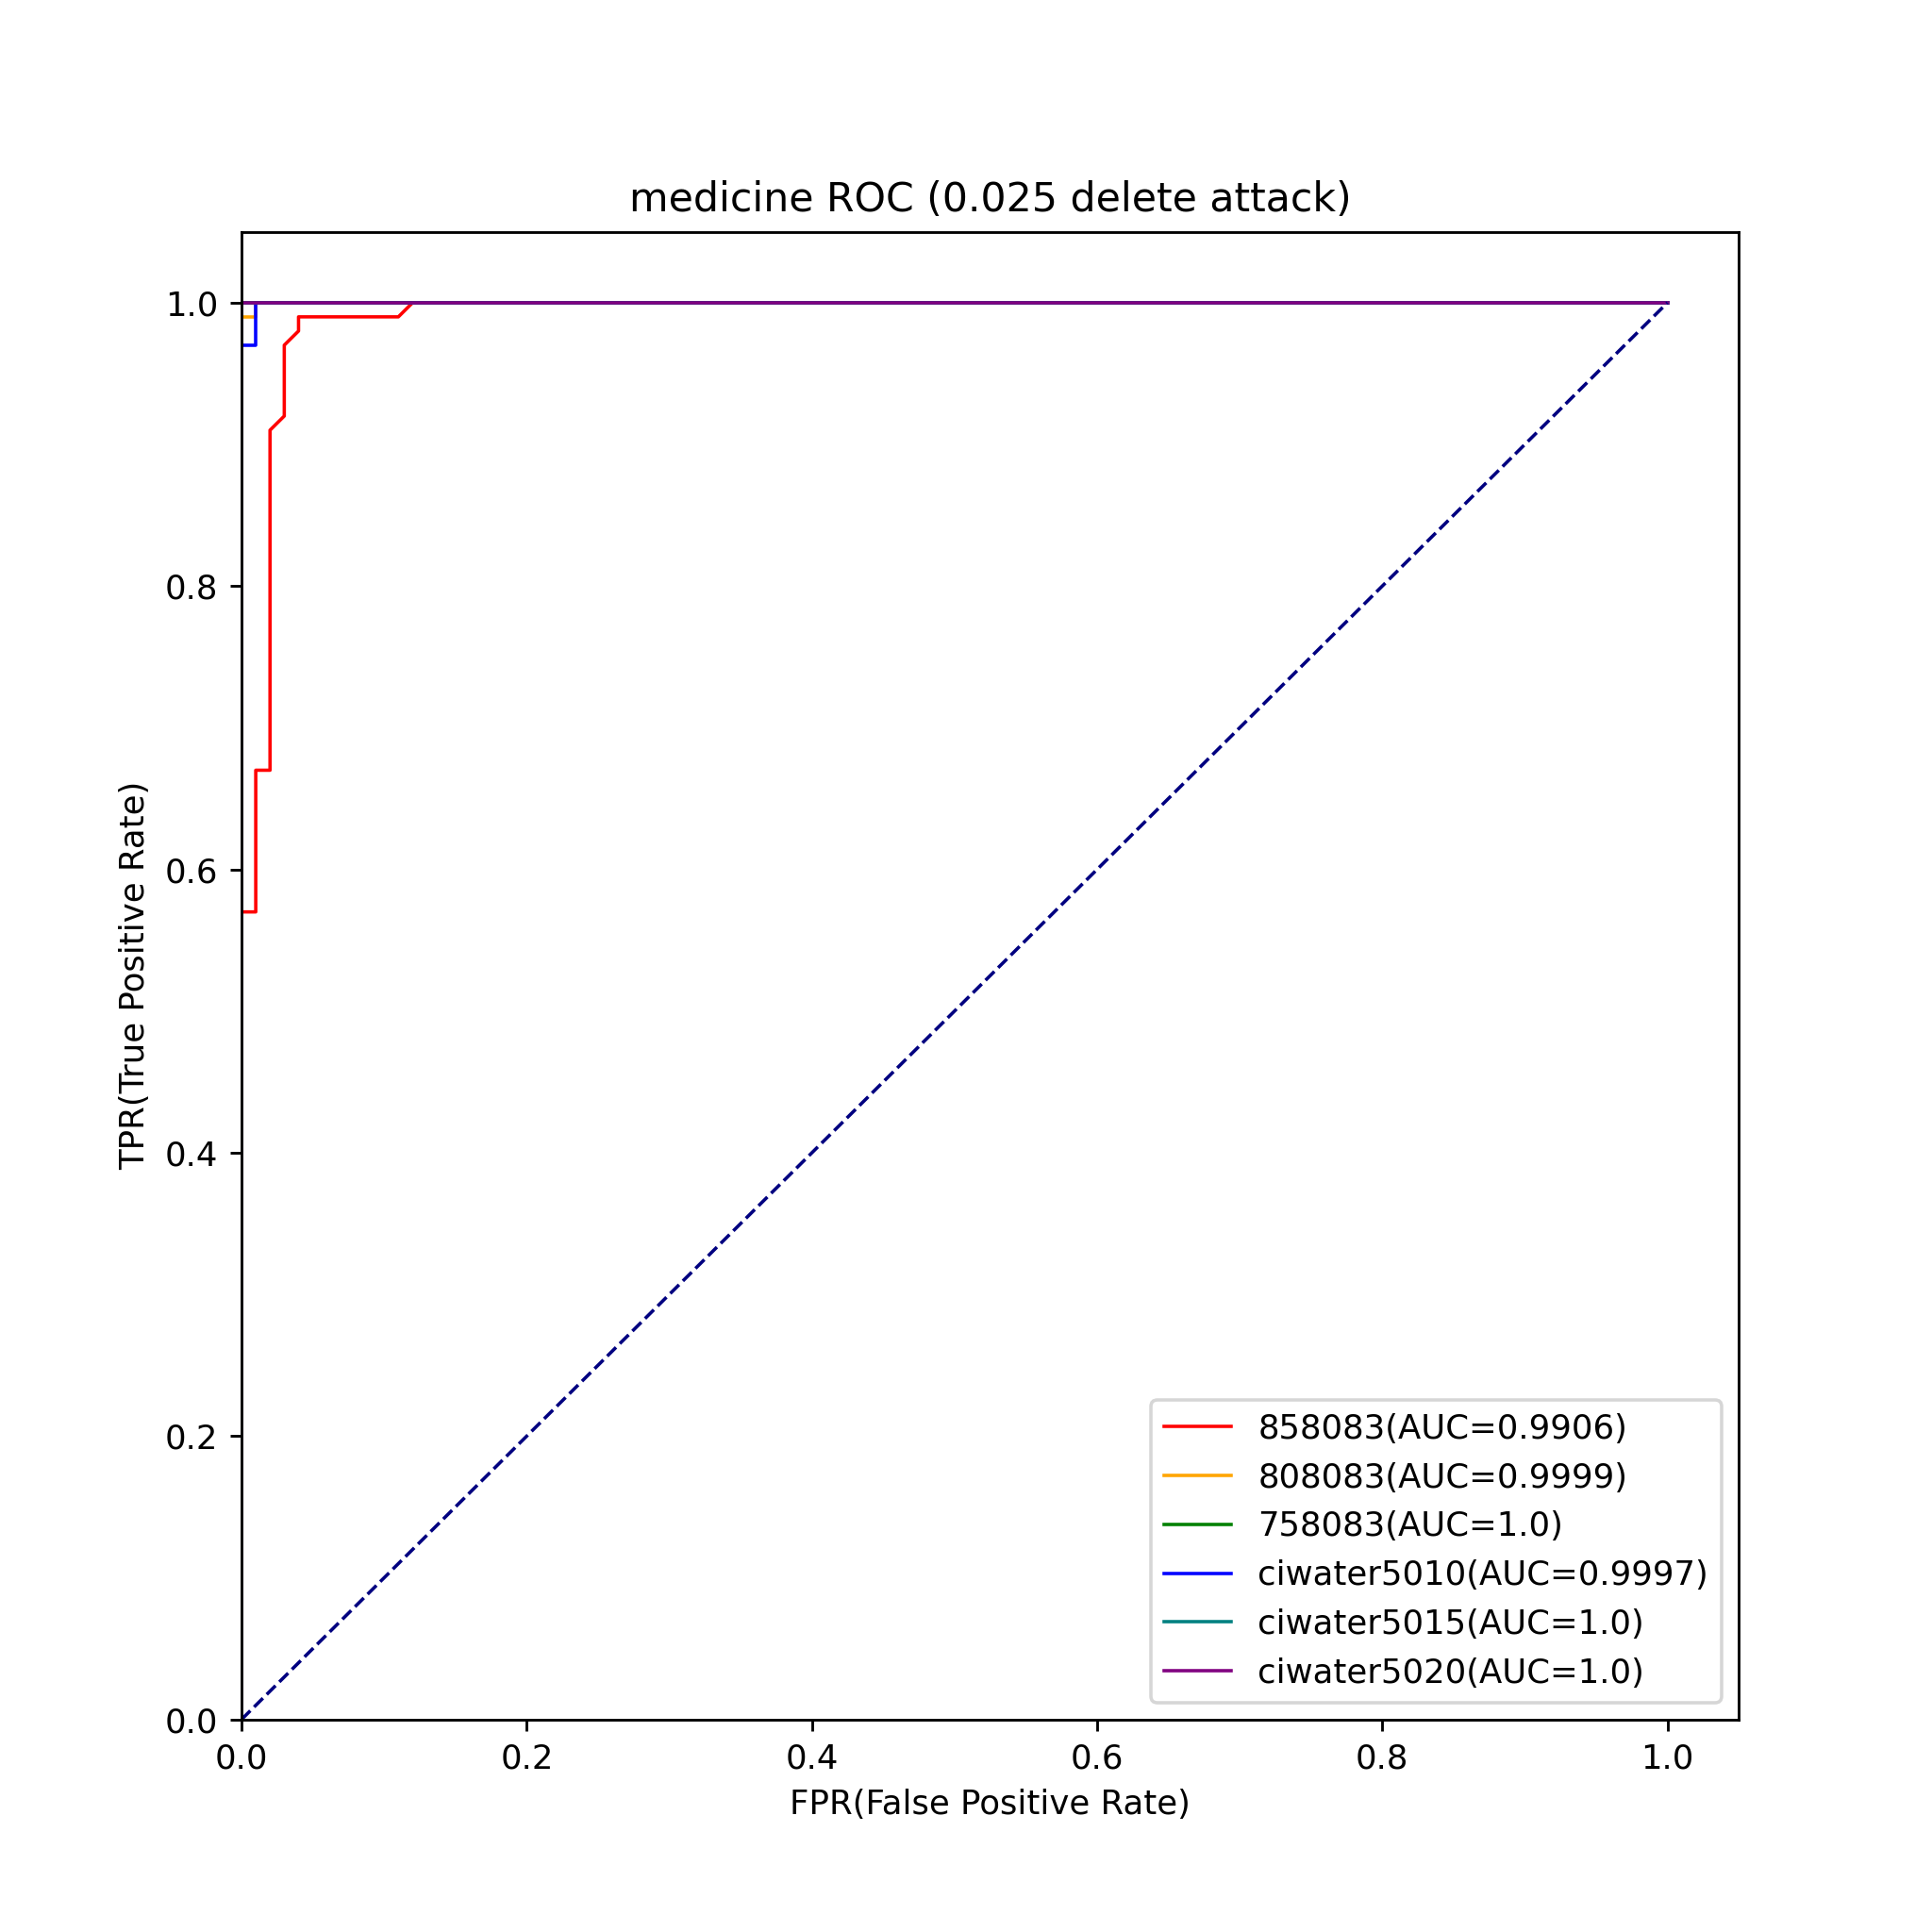 medicine ROC (0.025 delete attack)
TPR(True Positive Rate)
1.0
0.8
0.6
0.4
0.2
0.0
0.0 0.2 0.4 0.6 0.8 1.0
FPR(False Positive Rate)
858083(AUC=0.9906)
808083(AUC=0.9999)
758083(AUC=1.0)
ciwater5010(AUC=0.9997)
ciwater5015(AUC=1.0)
ciwater5020(AUC=1.0)